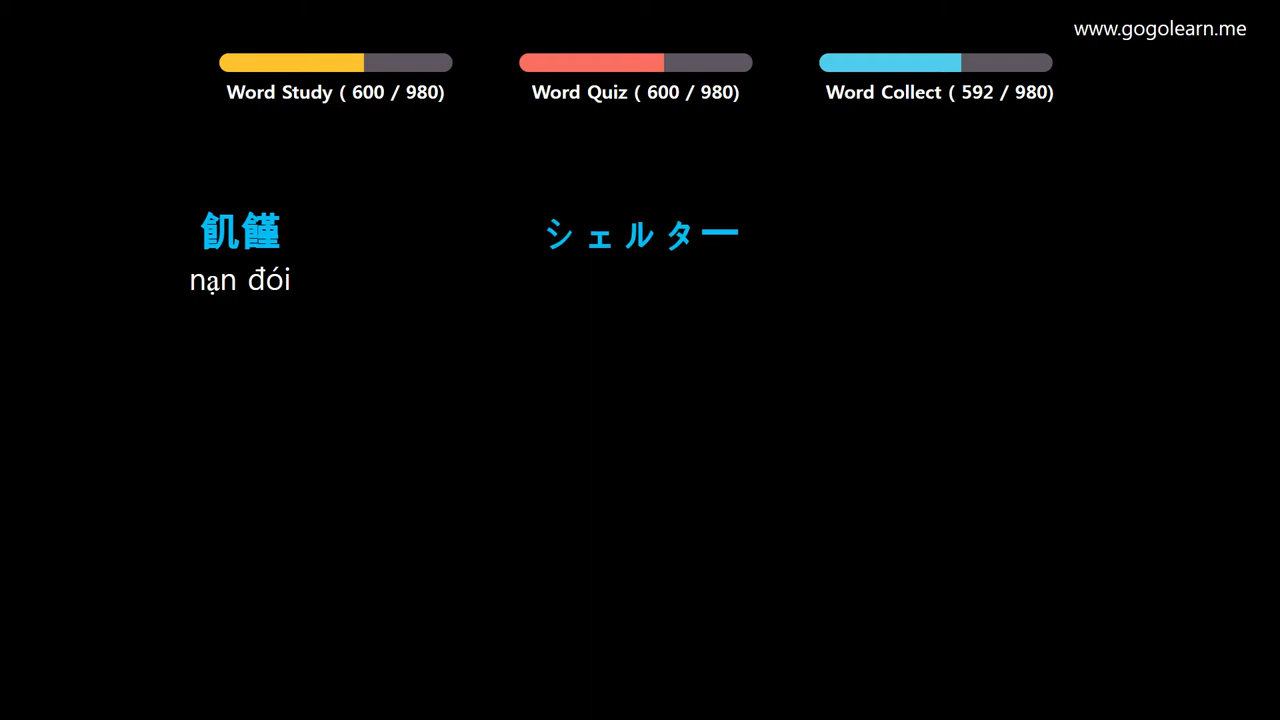 www.gogolearn.me
Word Study ( 600 / 980)
Word Quiz ( 600 / 980)
Word Collect ( 592 / 980)
飢饉
シェルター
nạn đói